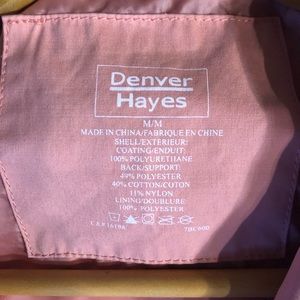 Denver
Hayes
M/M
MADE IN CHINA/FABRIQUE EN CHINE
SHELL/EXTERIEUR:
COATING/ENDUIT:
100% POLYURETHANE
BACK/SUPPORT:
49% POLYESTER
40% COTTON/COTON
11% NYLON
LINING/DOUBLURE
100% POLYESTER